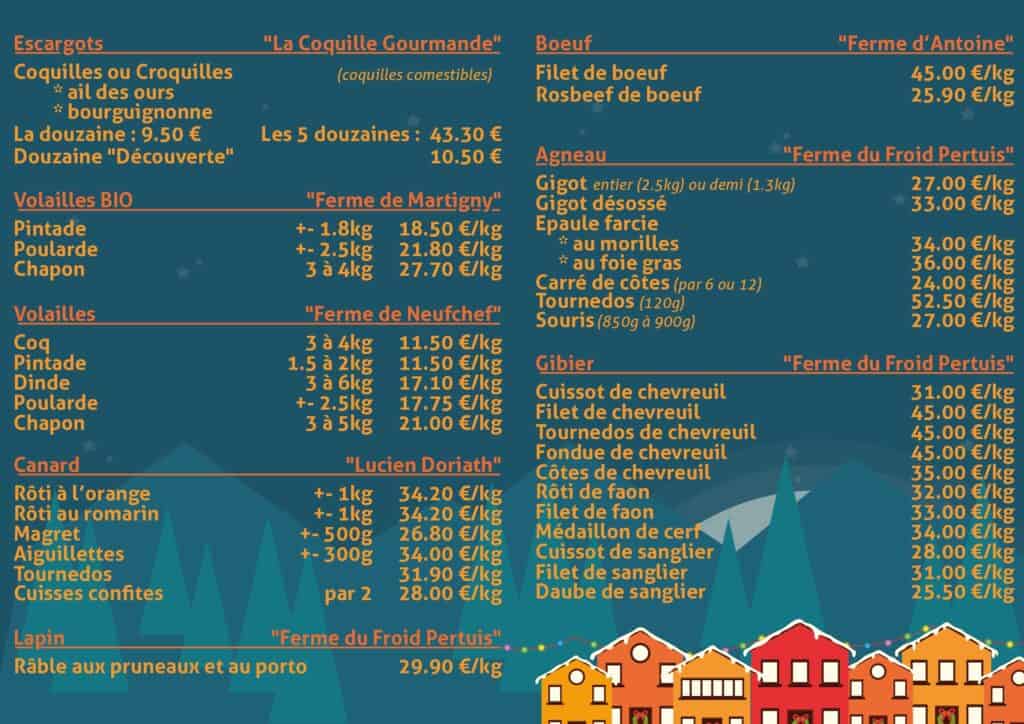 Escargots "La Coquille Gourmande"
Coquilles ou Croquilles (coquilles comestibles)
* ail des ours
* bourguignonne
La douzaine : 9.50 € Les 5 douzaines : 43.30 €
Douzaine "Découverte" 10.50 €
Volailles BIO "Ferme de Martigny"
Pintade +- 1.8kg 18.50 €/kg
Poularde +- 2.5kg 21.80 €/kg
Chapon 3 à 4kg 27.70 €/kg
Volailles "Ferme de Neufchef"
Coq 3 à 4kg 11.50 €/kg
Pintade 1.5 à 2kg 11.50 €/kg
Dinde 3 à 6kg 17.10 €/kg
Poularde +- 2.5kg 17.75 €/kg
Chapon 3 à 5kg 21.00 €/kg
Canard "Lucien Doriath"
Rôti à l'orange +- 1kg 34.20 €/kg
Rôti au romarin +- 1kg 34.20 €/kg
Magret +- 500g 26.80 €/kg
Aiguillettes +- 300g 34.00 €/kg
Tournedos 31.90 €/kg
Cuisses confites par 2 28.00 €/kg
Lapin "Ferme du Froid Pertuis"
Râble aux pruneaux et au porto 29.90 €/kg
Boeuf "Ferme d'Antoine"
Filet de boeuf 45.00 €/kg
Rosbeef de boeuf 25.90 €/kg
Agneau "Ferme du Froid Pertuis"
Gigot entier (2.5kg) ou demi (1.3kg) 27.00 €/kg
Gigot désossé 33.00 €/kg
Epaule farcie
* au morilles 34.00 €/kg
* au foie gras 36.00 €/kg
Carré de côtes (par 6 ou 12) 24.00 €/kg
Tournedos (120g) 52.50 €/kg
Souris (850g à 900g) 27.00 €/kg
Gibier "Ferme du Froid Pertuis"
Cuissot de chevreuil 31.00 €/kg
Filet de chevreuil 45.00 €/kg
Tournedos de chevreuil 45.00 €/kg
Fondue de chevreuil 45.00 €/kg
Côtes de chevreuil 35.00 €/kg
Rôti de faon 32.00 €/kg
Filet de faon 33.00 €/kg
Médaillon de cerf 34.00 €/kg
Cuissot de sanglier 28.00 €/kg
Filet de sanglier 31.00 €/kg
Daube de sanglier 25.50 €/kg